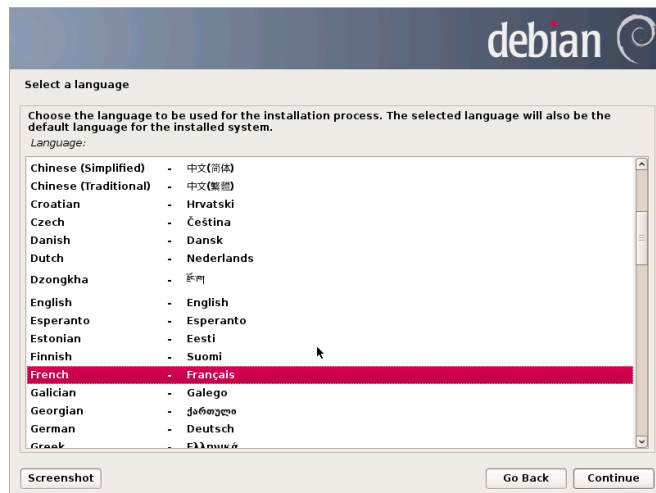 debian
Select a language
Choose the language to be used for the installation process. The selected language will also be the
default language for the installed system.
Language:
Chinese (Simplified) - 中文(简体)
Chinese (Traditional) - 中文(繁體)
Croatian - Hrvatski
Czech - Čeština
Danish - Dansk
Dutch - Nederlands
Dzongkha - རྫོང་ཁ།
English - English
Esperanto - Esperanto
Estonian - Eesti
Finnish - Suomi
French - Français
Galician - Galego
Georgian - ქართული
German - Deutsch
Greek - Ελληνικά
Screenshot Go Back Continue